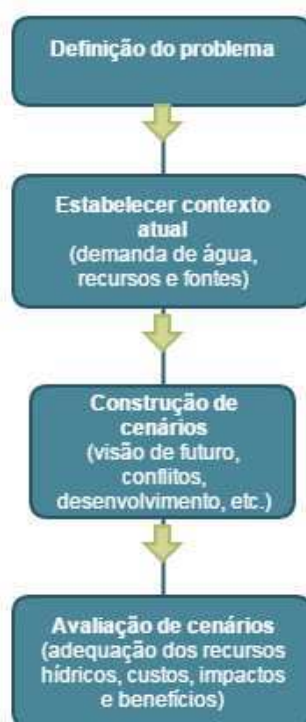 Definição do problema
Estabelecer contexto
atual
(demanda de água,
recursos e fontes)
Construção de
cenários
(visão de futuro,
conflitos,
desenvolvimento, etc.)
Avaliação de cenários
(adequação dos recursos
hídricos, custos, impactos
e benefícios)